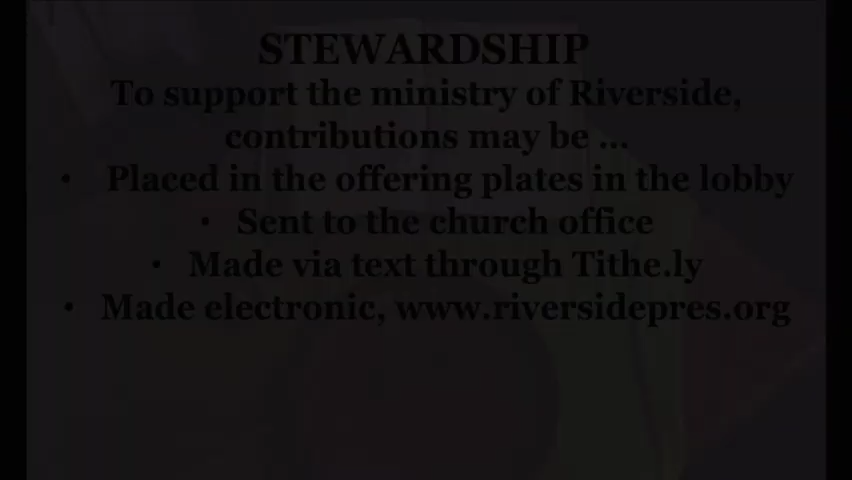 STEWARDSHIP
To support the ministry of Riverside,
contributions may be ...
• Placed in the offering plates in the lobby
• Sent to the church office
• Made via text through Tithe.ly
• Made electronic, www.riversidepres.org